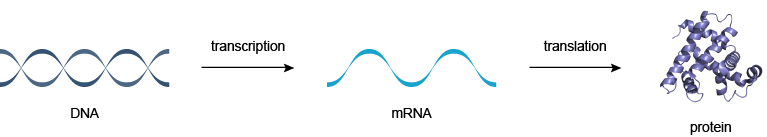 transcription
translation
DNA
mRNA
protein